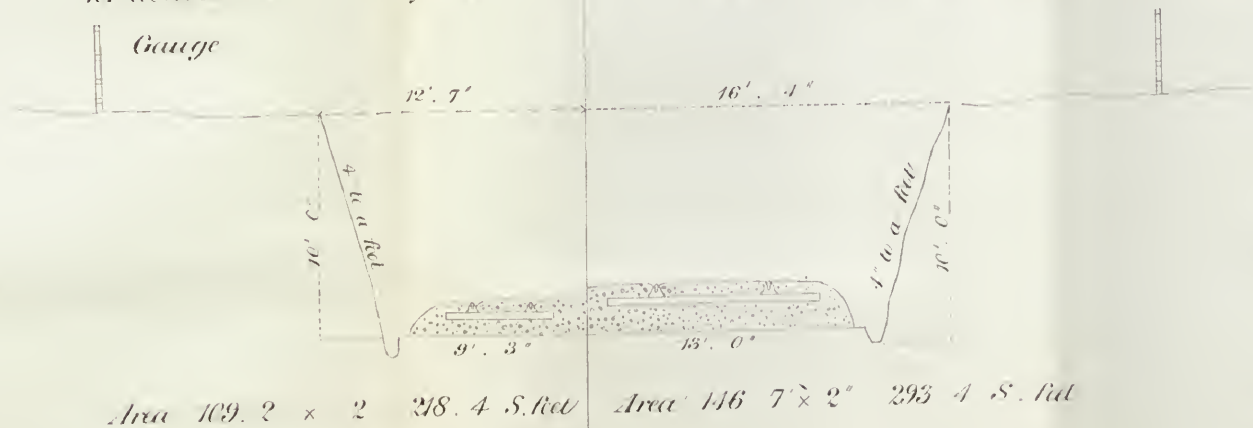 Gauge
12'. 7"
16'. 4"
10'. 0"
4" to a foot
4" to a foot
10'. 0"
9'. 3"
13'. 0"
Area 109. 2 × 2 218. 4 S. feet
Area 146 7 × 2" 293 4 S. feet